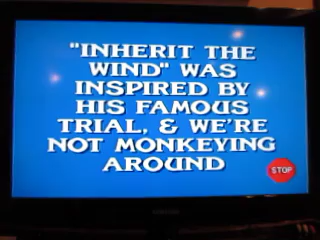 "INHERIT THE
WIND" WAS
INSPIRED BY
HIS FAMOUS
TRIAL, & WE'RE
NOT MONKEYING
AROUND
STOP